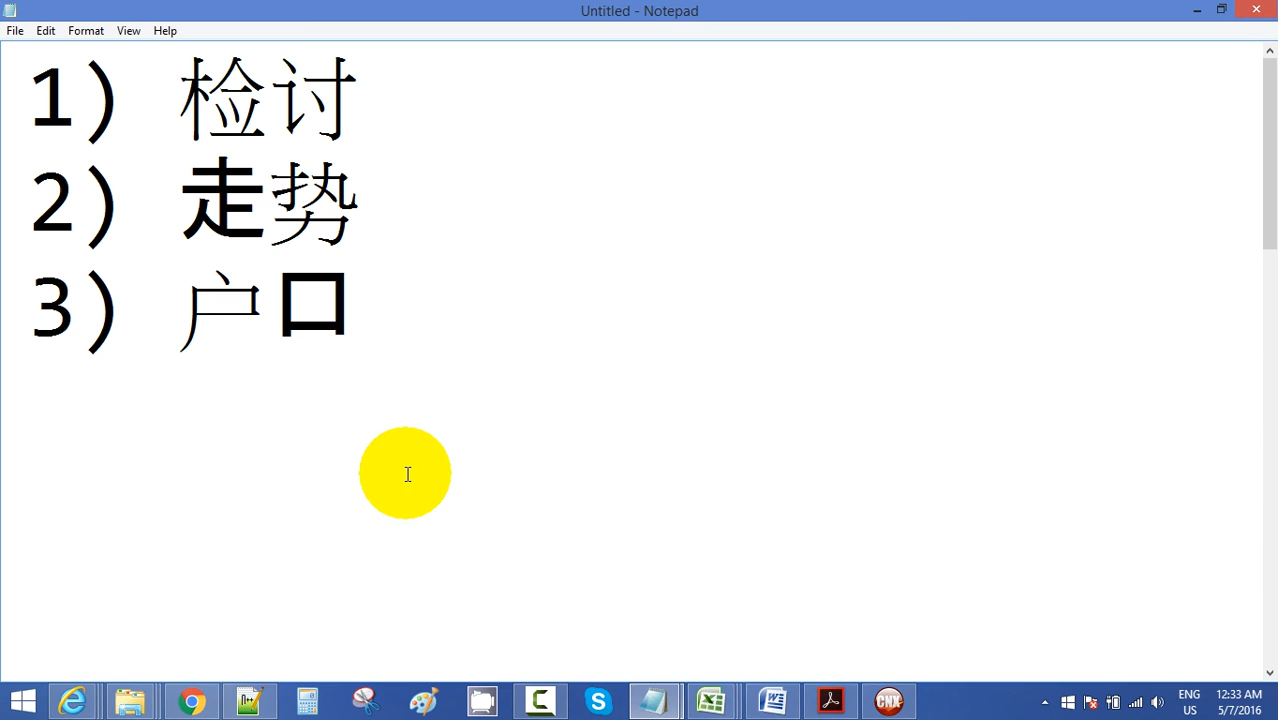 Untitled - Notepad
File Edit Format View Help
1) 检讨
2) 走势
3) 户口
ENG 12:33 AM
US 5/7/2016